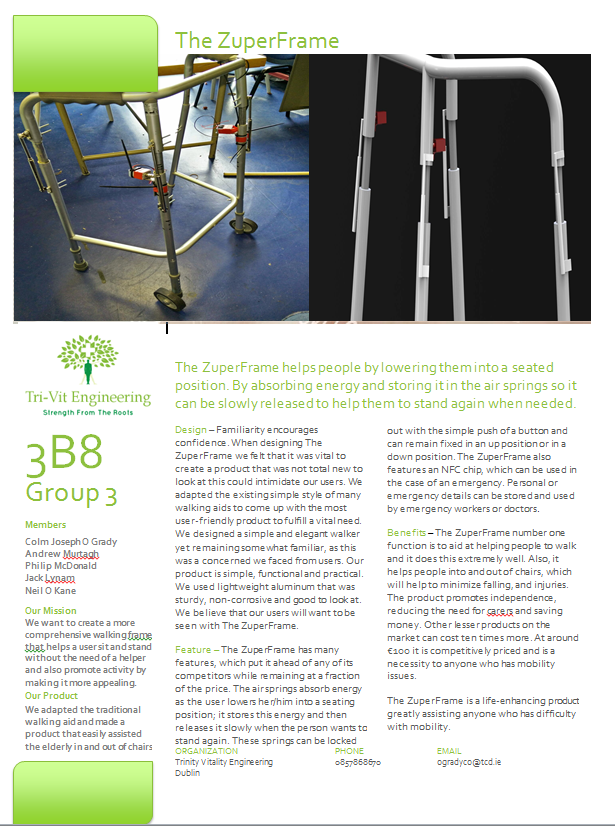 The ZuperFrame
Tri-Vit Engineering
Strength From The Roots
3B8
Group 3
Members
Colm Joseph O Grady
Andrew Murtagh
Philip McDonald
Jack Lynam
Neil O Kane
Our Mission
We want to create a more
comprehensive walking frame
that helps a user sit and stand
without the need of a helper
and also promote activity by
making it more appealing.
Our Product
We adapted the traditional
walking aid and made a
product that easily assisted
the elderly in and out of chairs
The ZuperFrame helps people by lowering them into a seated
position. By absorbing energy and storing it in the air springs so it
can be slowly released to help them to stand again when needed.
Design – Familiarity encourages
confidence. When designing The
ZuperFrame we felt that it was vital to
create a product that was not total new to
look at this could intimidate our users. We
adapted the existing simple style of many
walking aids to come up with the most
user-friendly product to fulfill a vital need.
We designed a simple and elegant walker
yet remaining somewhat familiar, as this
was a concerned we faced from users. Our
product is simple, functional and practical.
We used lightweight aluminum that was
sturdy, non-corrosive and good to look at.
We believe that our users will want to be
seen with The ZuperFrame.
Feature – The ZuperFrame has many
features, which put it ahead of any of its
competitors while remaining at a fraction
of the price. The air springs absorb energy
as the user lowers her/him into a seating
position; it stores this energy and then
releases it slowly when the person wants to
stand again. These springs can be locked
out with the simple push of a button and
can remain fixed in an up position or in a
down position. The ZuperFrame also
features an NFC chip, which can be used in
the case of an emergency. Personal or
emergency details can be stored and used
by emergency workers or doctors.
Benefits – The ZuperFrame number one
function is to aid at helping people to walk
and it does this extremely well. Also, it
helps people into and out of chairs, which
will help to minimize falling, and injuries.
The product promotes independence,
reducing the need for carers and saving
money. Other lesser products on the
market can cost ten times more. At around
€100 it is competitively priced and is a
necessity to anyone who has mobility
issues.
The ZuperFrame is a life-enhancing product
greatly assisting anyone who has difficulty
with mobility.
ORGANIZATION
Trinity Vitality Engineering
Dublin
PHONE
0857868670
EMAIL
ogradyco@tcd.ie